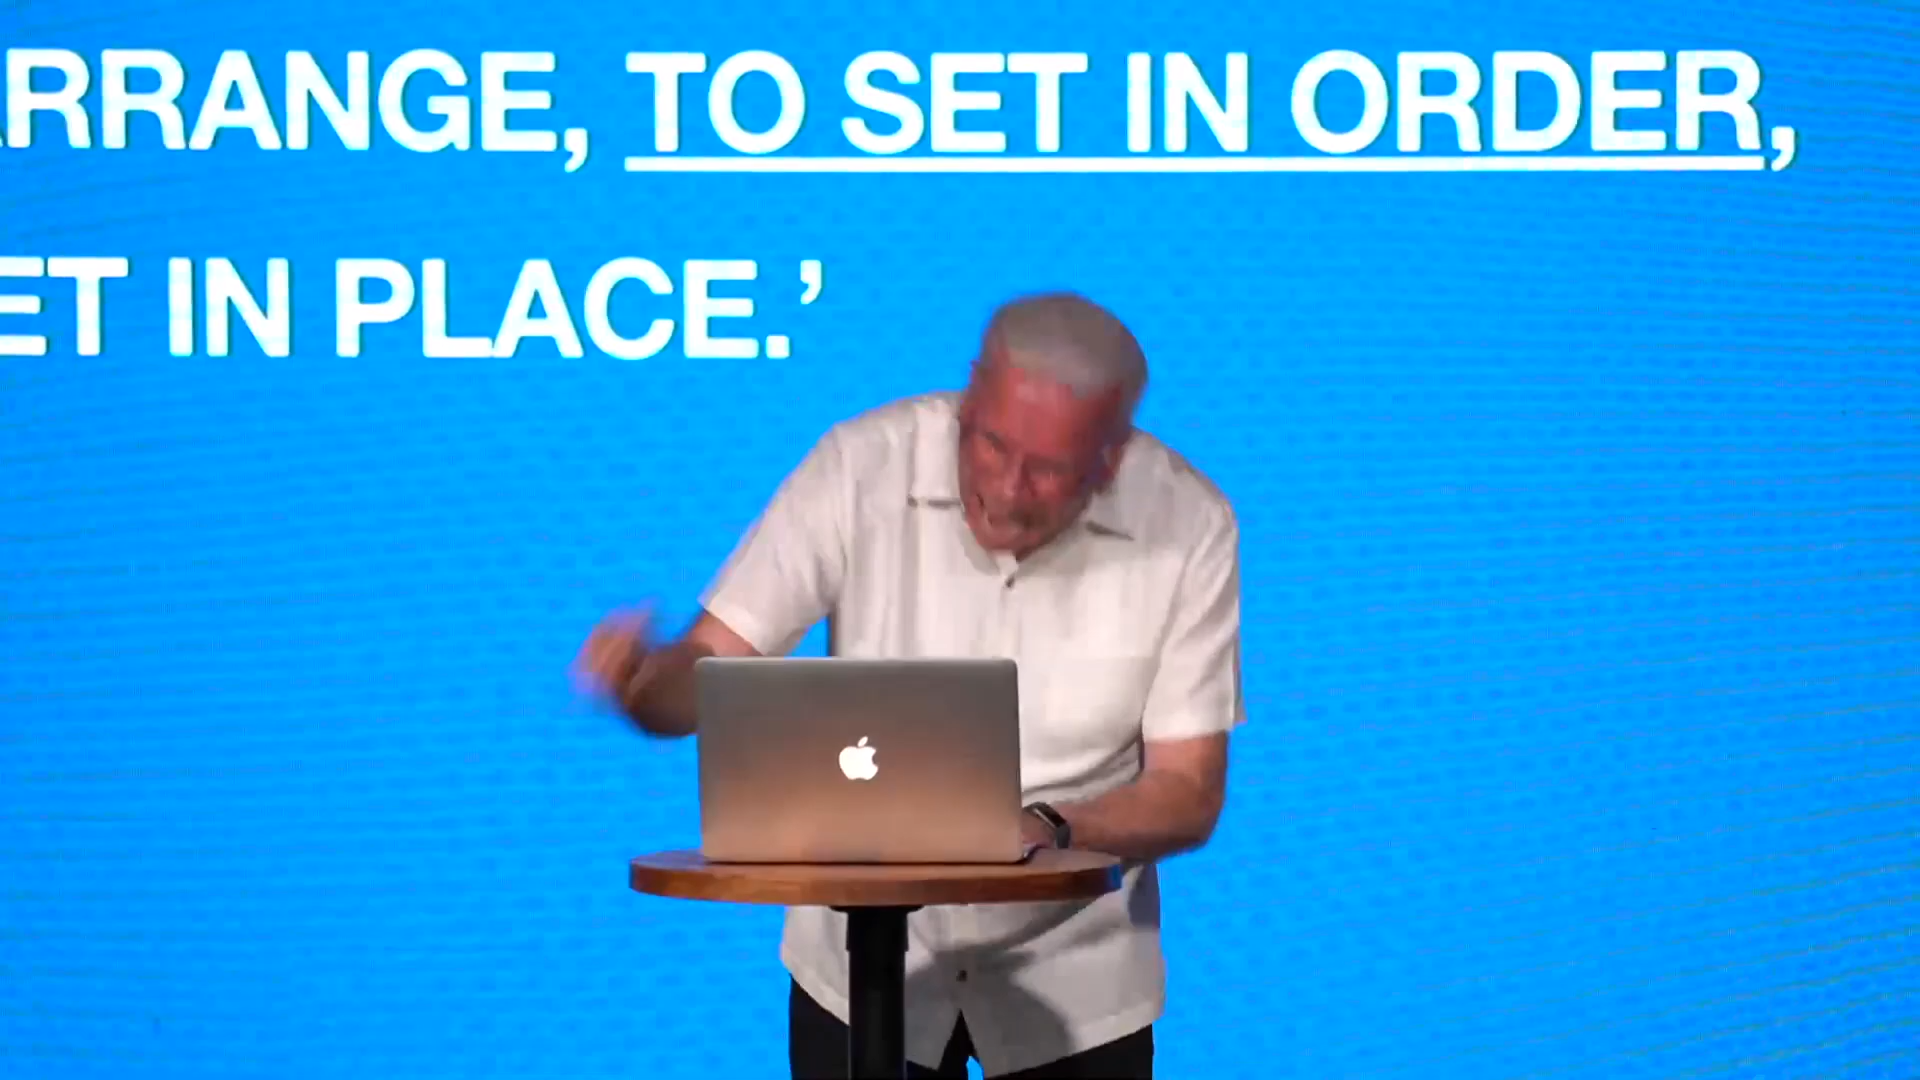 RRANGE, TO SET IN ORDER,
ET IN PLACE.’